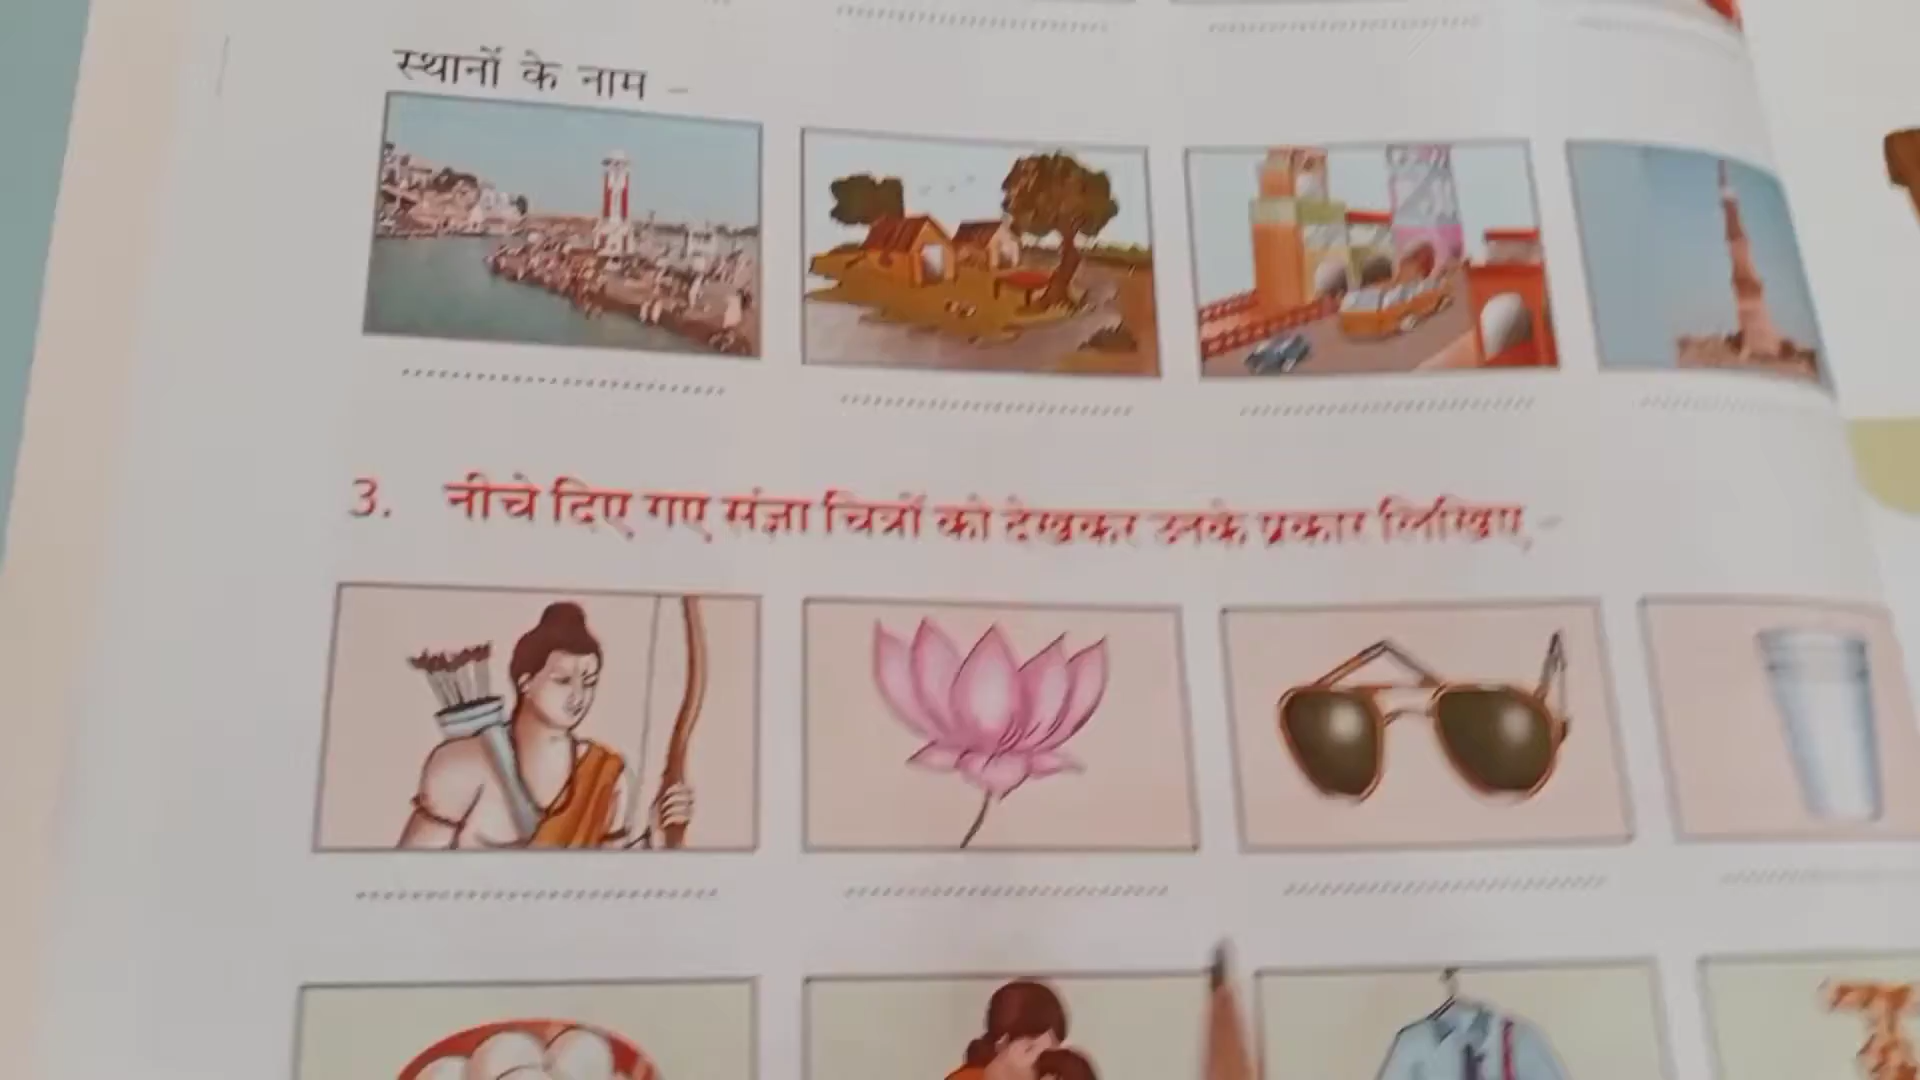 स्थानों के नाम –
3. नीचे दिए गए संज्ञा चित्रों को देखकर उनके प्रकार लिखिए –